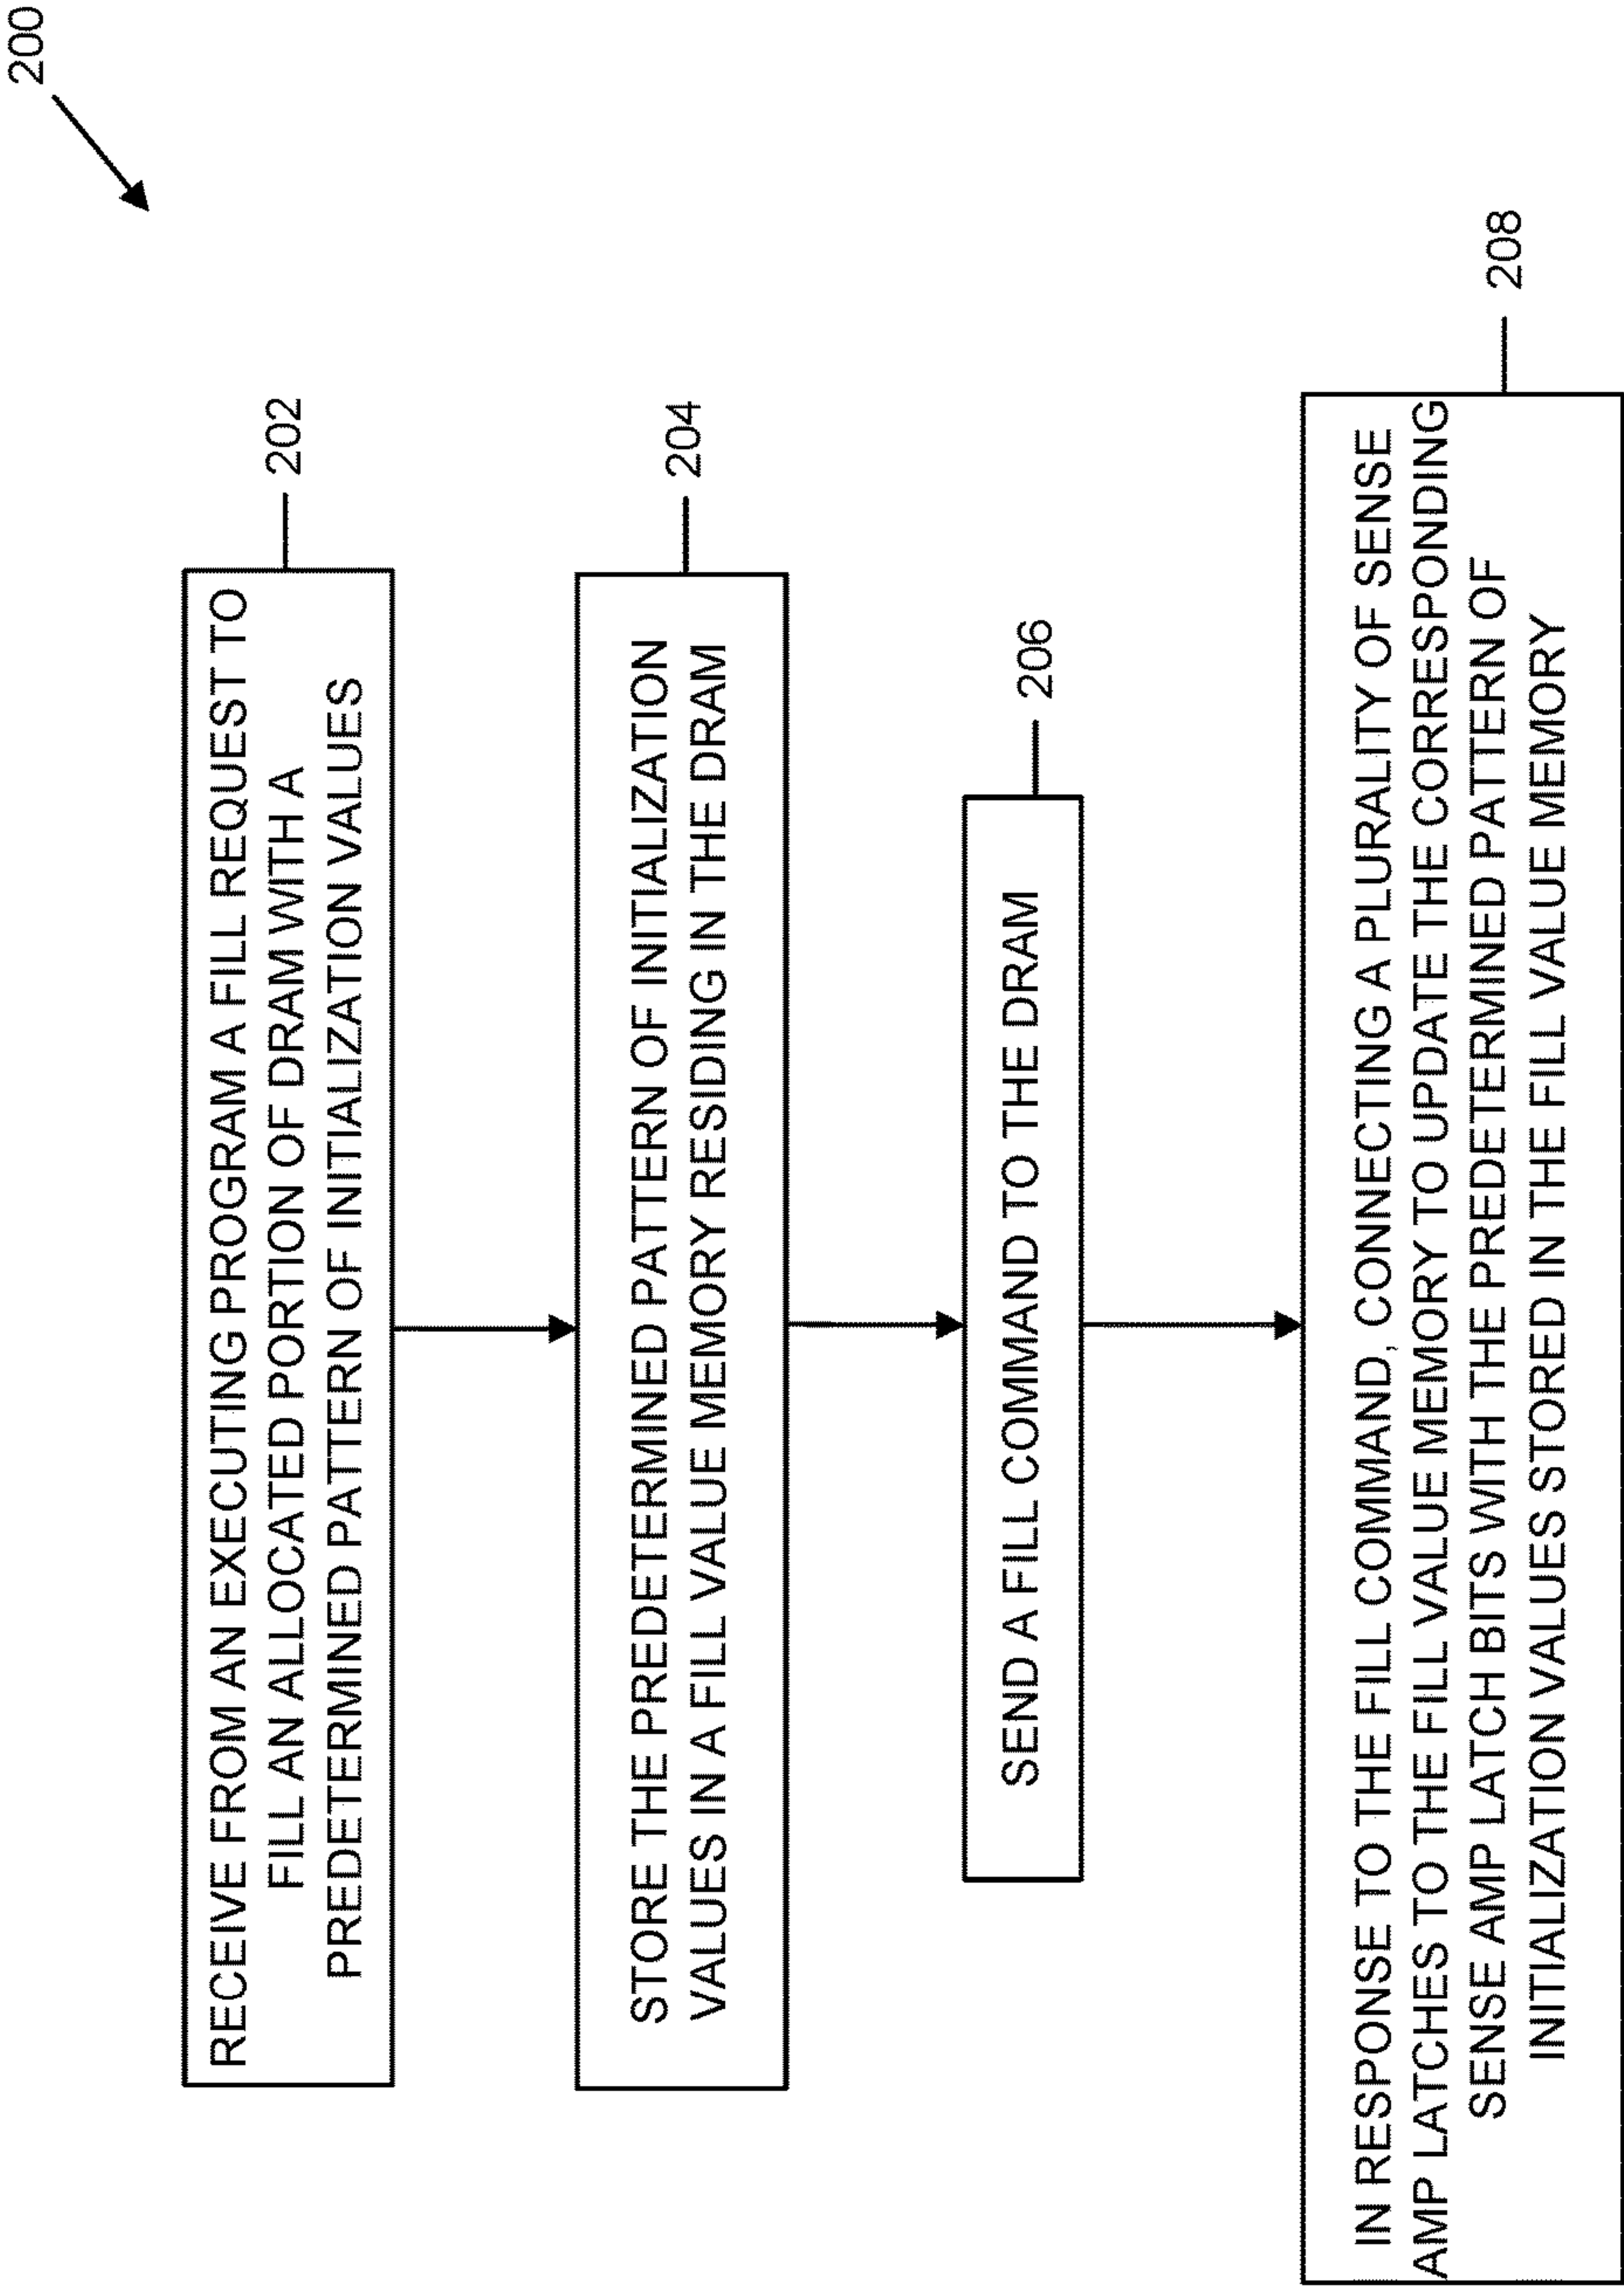 200
RECEIVE FROM AN EXECUTING PROGRAM A FILL REQUEST TO
FILL AN ALLOCATED PORTION OF DRAM WITH A
PREDETERMINED PATTERN OF INITIALIZATION VALUES
202
STORE THE PREDETERMINED PATTERN OF INITIALIZATION
VALUES IN A FILL VALUE MEMORY RESIDING IN THE DRAM
204
SEND A FILL COMMAND TO THE DRAM
206
IN RESPONSE TO THE FILL COMMAND, CONNECTING A PLURALITY OF SENSE
AMP LATCHES TO THE FILL VALUE MEMORY TO UPDATE THE CORRESPONDING
SENSE AMP LATCH BITS WITH THE PREDETERMINED PATTERN OF
INITIALIZATION VALUES STORED IN THE FILL VALUE MEMORY
208